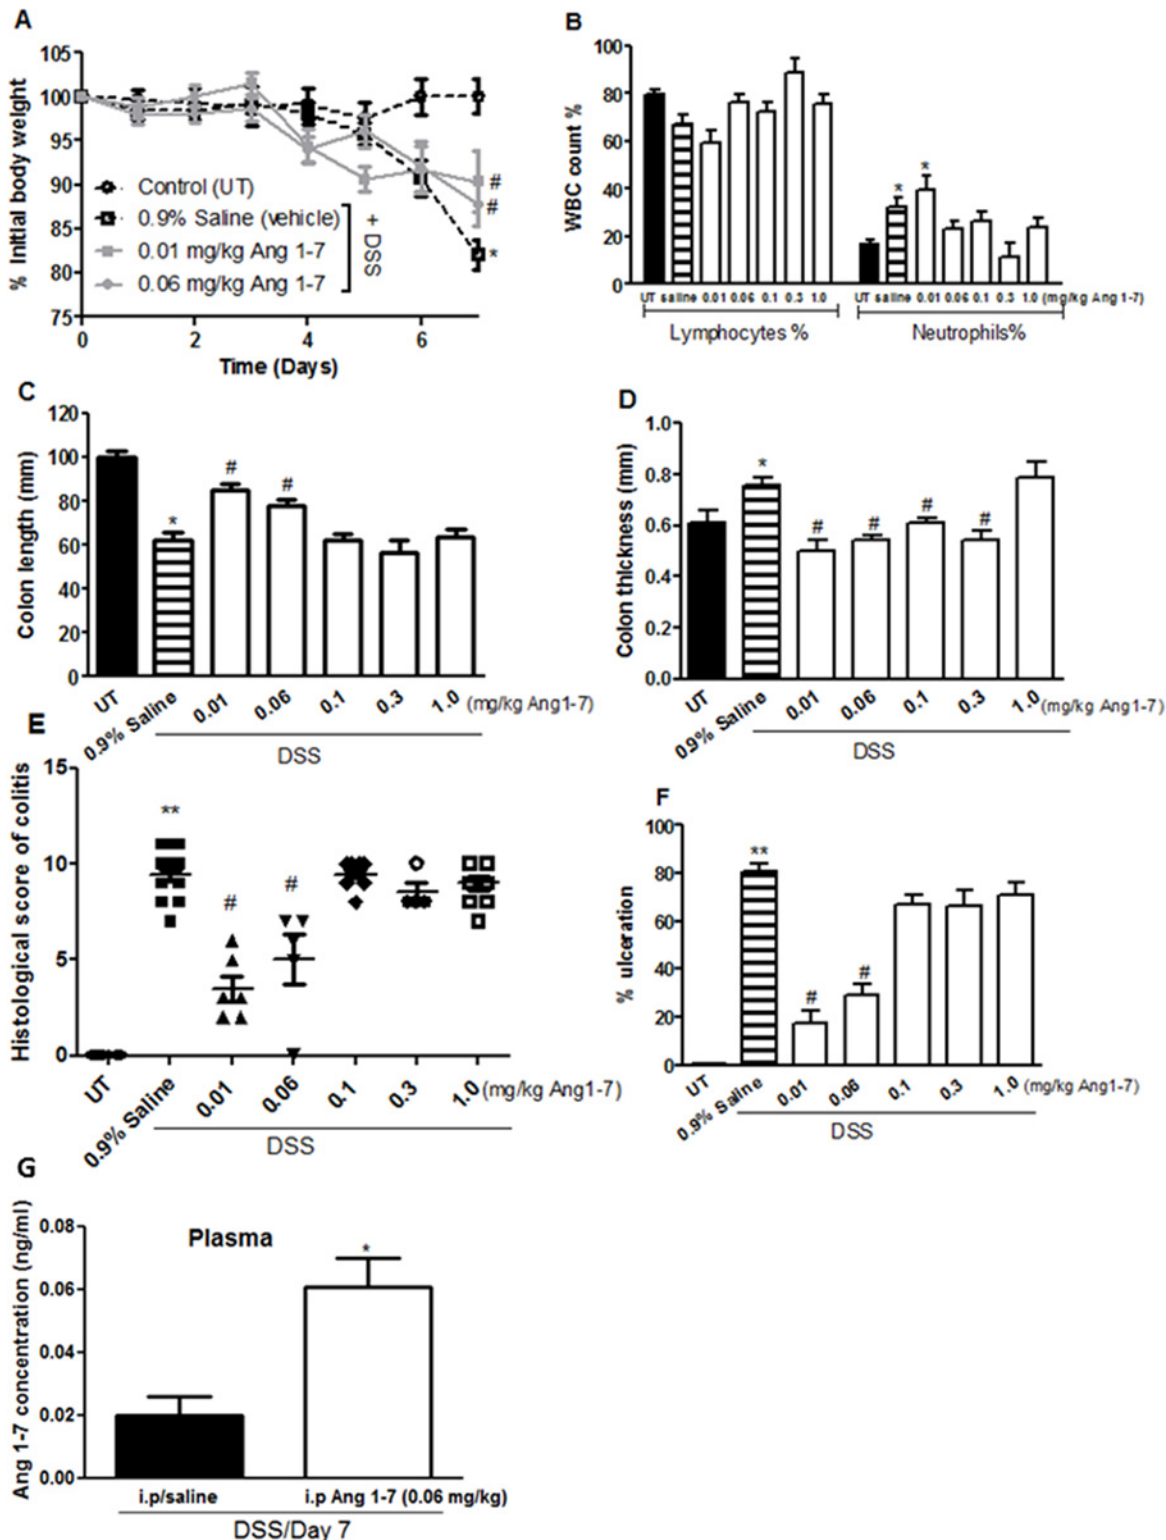 A
% Initial body weight
105
100
95
90
85
80
75
Control (UT)
0.9% Saline (vehicle)
0.01 mg/kg Ang 1-7
0.06 mg/kg Ang 1-7
+ DSS
#
#
*
0 2 4 6
Time (Days)
B
WBC count %
100
80
60
40
20
0
* *
UT saline 0.01 0.06 0.1 0.3 1.0 UT saline 0.01 0.06 0.1 0.3 1.0 (mg/kg Ang 1-7)
Lymphocytes % Neutrophils%
C
Colon length (mm)
120
100
80
60
40
20
0
* # #
UT 0.9% Saline 0.01 0.06 0.1 0.3 1.0 (mg/kg Ang1-7)
DSS
D
Colon thickness (mm)
1.0
0.8
0.6
0.4
0.2
0.0
* # # # #
UT 0.9% Saline 0.01 0.06 0.1 0.3 1.0 (mg/kg Ang1-7)
DSS
E
Histological score of colitis
15
10
5
0
** # #
UT 0.9% Saline 0.01 0.06 0.1 0.3 1.0 (mg/kg Ang1-7)
DSS
F
% ulceration
100
80
60
40
20
0
** # #
UT 0.9% Saline 0.01 0.06 0.1 0.3 1.0 (mg/kg Ang1-7)
DSS
G
Ang 1-7 concentration (ng/ml)
0.08
0.06
0.04
0.02
0.00
Plasma
*
i.p/saline i.p Ang 1-7 (0.06 mg/kg)
DSS/Day 7